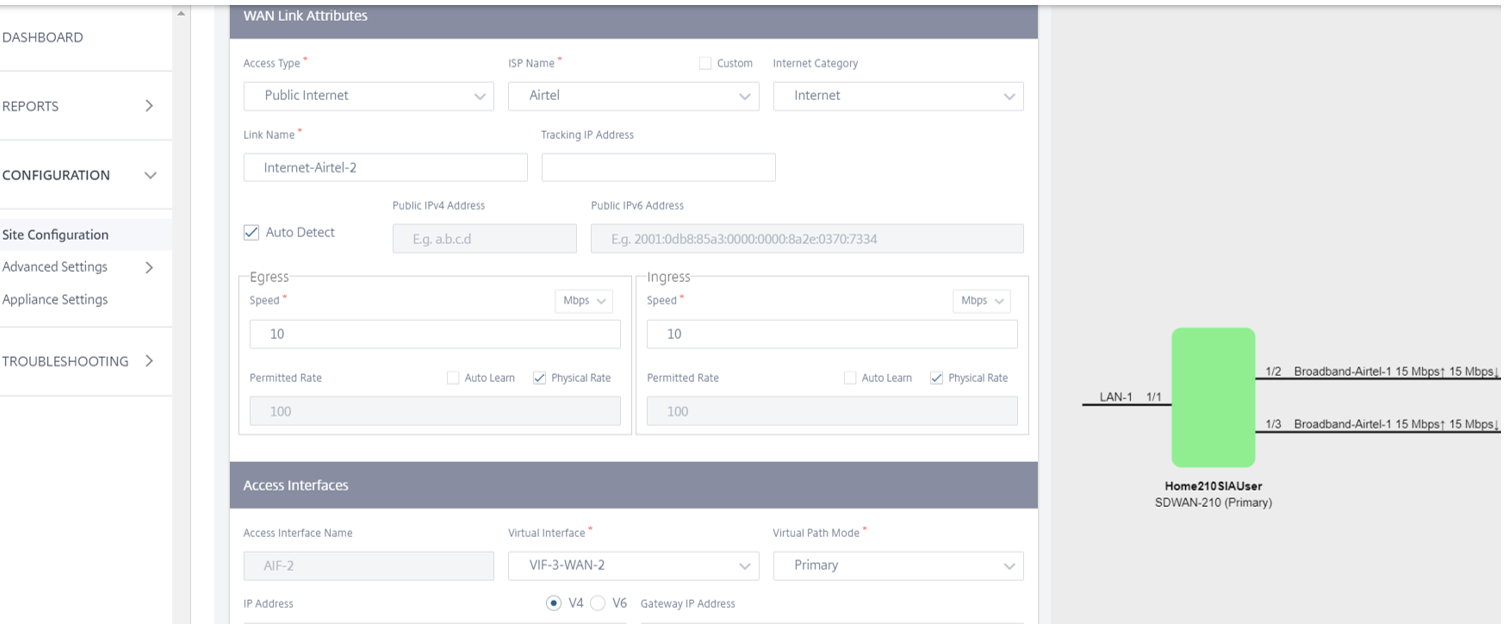 WAN Link Attributes
DASHBOARD
REPORTS
CONFIGURATION
Site Configuration
Advanced Settings
Appliance Settings
TROUBLESHOOTING
Access Type *
ISP Name *
Custom
Internet Category
Public Internet
Airtel
Internet
Link Name *
Tracking IP Address
Internet-Airtel-2
Public IPv4 Address
Public IPv6 Address
Auto Detect
E.g. a.b.c.d
E.g. 2001:0db8:85a3:0000:0000:8a2e:0370:7334
Egress
Speed *
Mbps
10
Permitted Rate
Auto Learn
Physical Rate
100
Ingress
Speed *
Mbps
10
Permitted Rate
Auto Learn
Physical Rate
100
Access Interfaces
Access Interface Name
Virtual Interface *
Virtual Path Mode *
AIF-2
VIF-3-WAN-2
Primary
IP Address
V4
V6
Gateway IP Address
LAN-1 1/1
1/2 Broadband-Airtel-1 15 Mbps↑ 15 Mbps↓
1/3 Broadband-Airtel-1 15 Mbps↑ 15 Mbps↓
Home210SIAUser
SDWAN-210 (Primary)